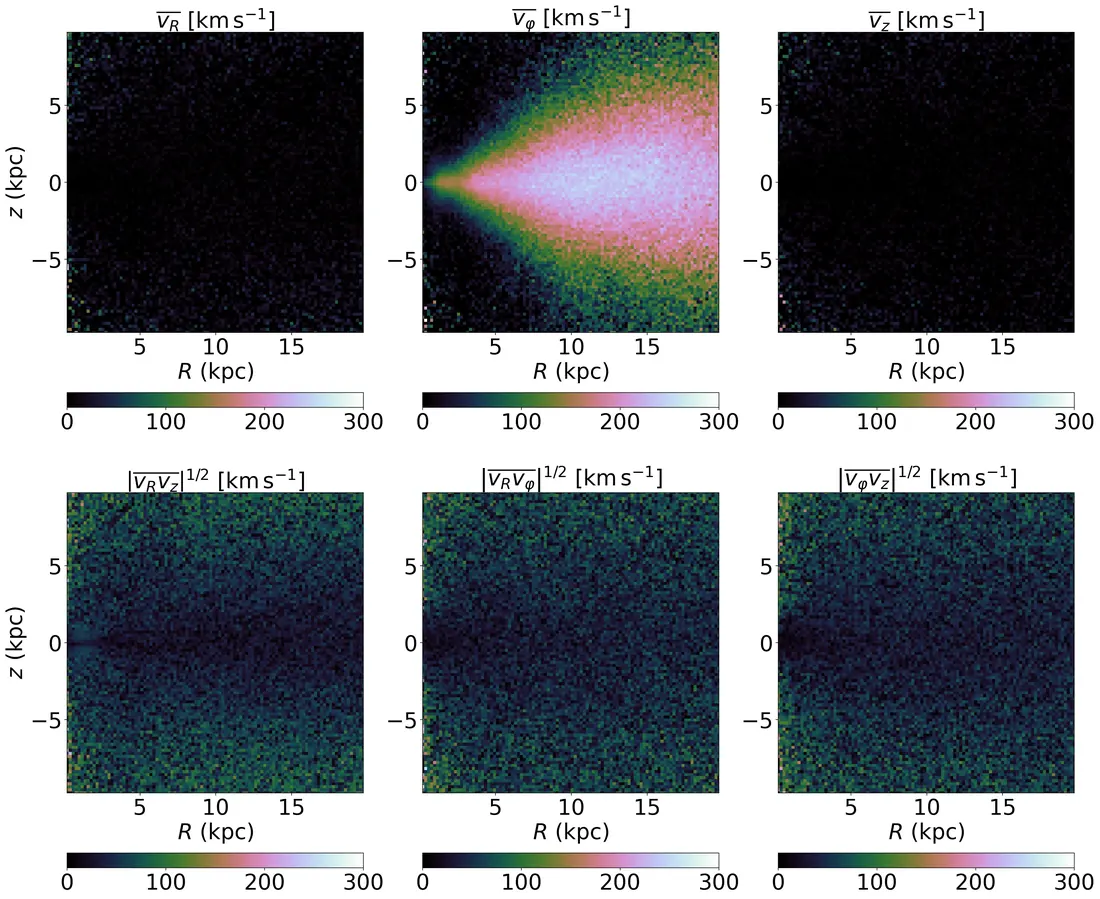 $\overline{v_R}$ [km s$^{-1}$] $\overline{v_\varphi}$ [km s$^{-1}$] $\overline{v_z}$ [km s$^{-1}$]
z (kpc)
5 5 5
0 0 0
−5 −5 −5
5 10 15 5 10 15 5 10 15
R (kpc) R (kpc) R (kpc)
0 100 200 300 0 100 200 300 0 100 200 300
|$\overline{v_R v_z}$|$^{1/2}$ [km s$^{-1}$] |$\overline{v_R v_\varphi}$|$^{1/2}$ [km s$^{-1}$] |$\overline{v_\varphi v_z}$|$^{1/2}$ [km s$^{-1}$]
z (kpc)
5 5 5
0 0 0
−5 −5 −5
5 10 15 5 10 15 5 10 15
R (kpc) R (kpc) R (kpc)
0 100 200 300 0 100 200 300 0 100 200 300